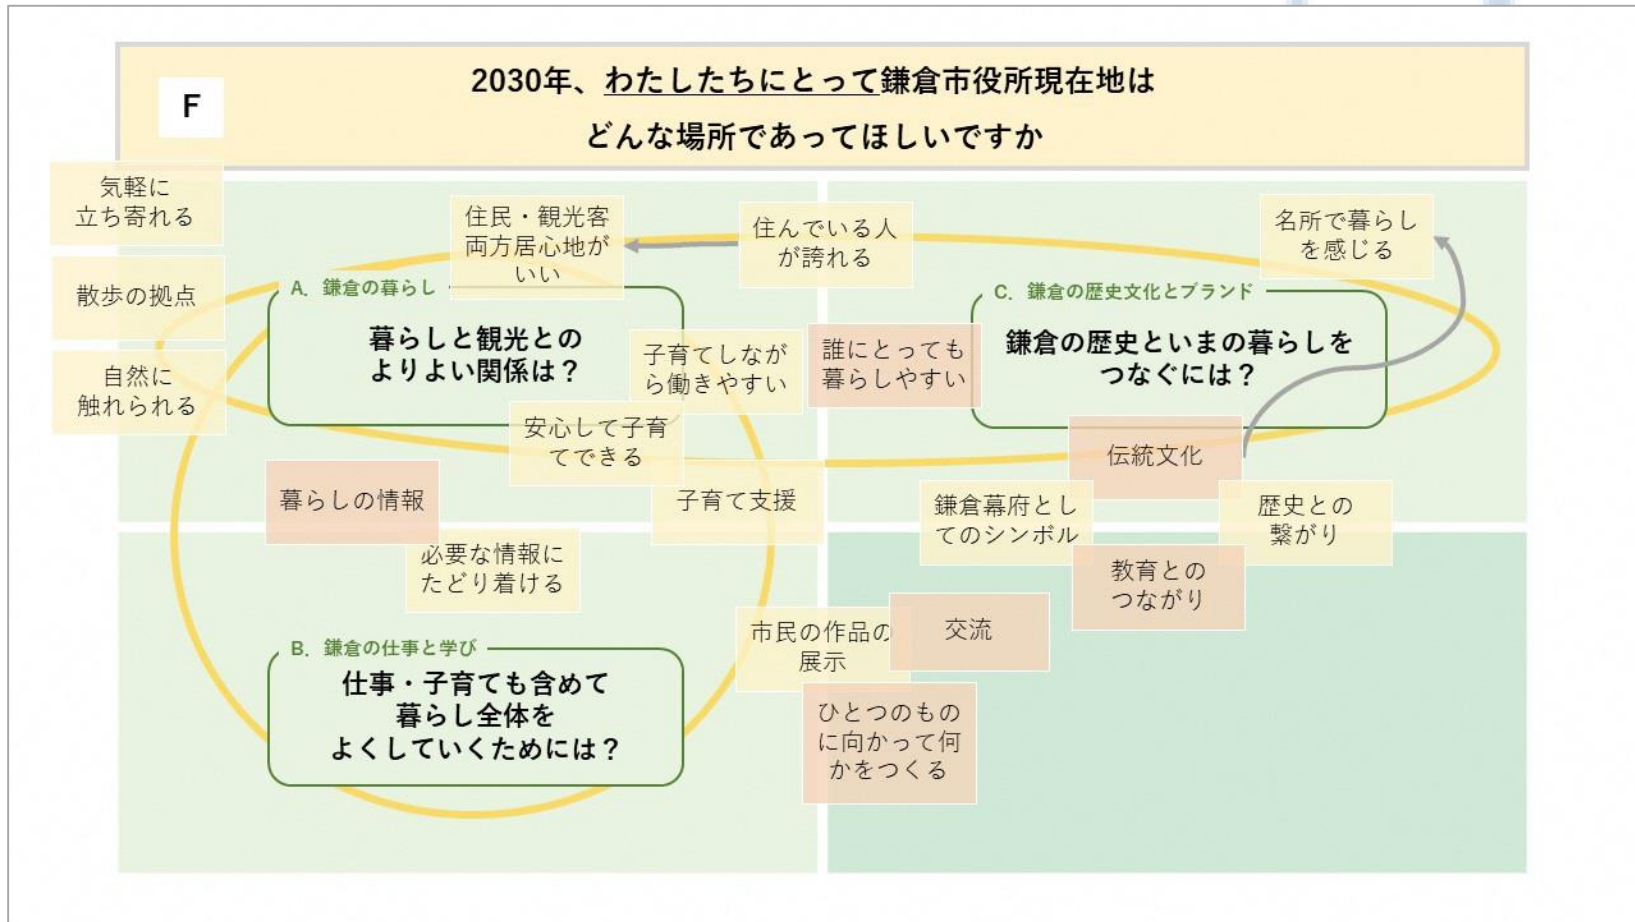 F
2030年、わたしたちにとって鎌倉市役所現在地は
どんな場所であってほしいですか
気軽に
立ち寄れる
散歩の拠点
自然に
触れられる
住民・観光客
両方居心地が
いい
住んでいる人
が誇れる
名所で暮らし
を感じる
A. 鎌倉の暮らし
暮らしと観光との
よりよい関係は？
子育てしなが
ら働きやすい
誰にとっても
暮らしやすい
C. 鎌倉の歴史文化とブランド
鎌倉の歴史といまの暮らしを
つなぐには？
安心して子育
てできる
伝統文化
暮らしの情報
子育て支援
鎌倉幕府とし
てのシンボル
歴史との
繋がり
必要な情報に
たどり着ける
教育との
つながり
市民の作品の
展示
交流
B. 鎌倉の仕事と学び
仕事・子育ても含めて
暮らし全体を
よくしていくためには？
ひとつのもの
に向かって何
かをつくる